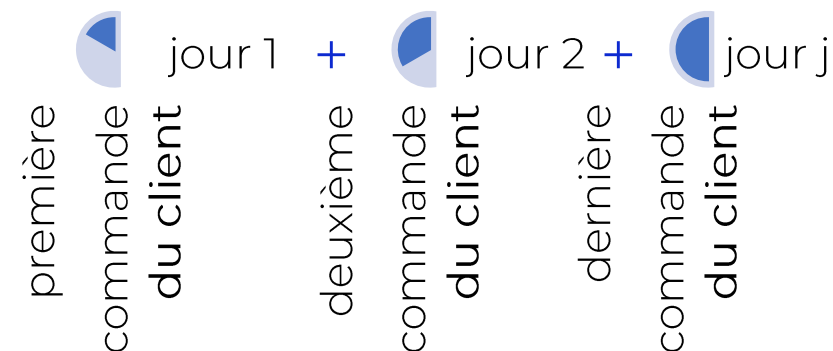 jour 1 + jour 2 + jour j
première
commande
du client
deuxième
commande
du client
dernière
commande
du client